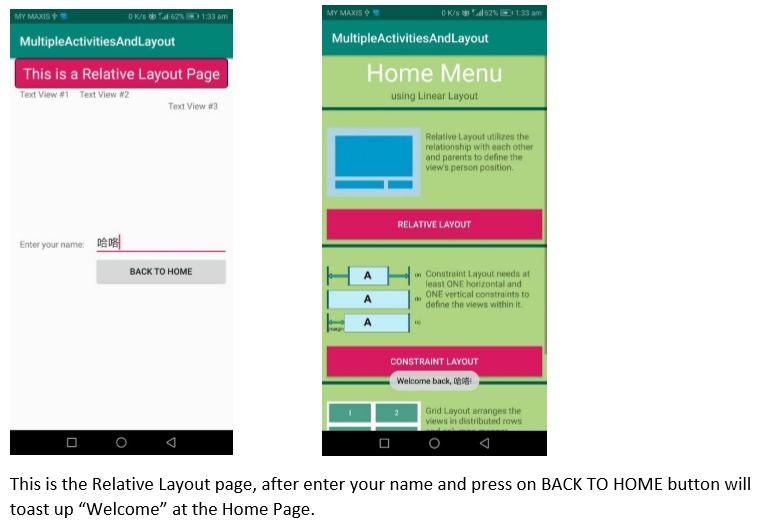 MY MAXIS 0 K/s 62% 1:33 am
MultipleActivitiesAndLayout
This is a Relative Layout Page
Text View #1 Text View #2
Text View #3
Enter your name: 哈咯
BACK TO HOME
MY MAXIS 0 K/s 62% 1:33 am
MultipleActivitiesAndLayout
Home Menu
using Linear Layout
Relative Layout utilizes the
relationship with each other
and parents to define the
view's person position.
RELATIVE LAYOUT
A
A
A
Constraint Layout needs at
least ONE horizontal and
ONE vertical constraints to
define the views within it.
CONSTRAINT LAYOUT
Welcome back, 哈咯!
1 2
Grid Layout arranges the
views in distributed rows
and columns manner
This is the Relative Layout page, after enter your name and press on BACK TO HOME button will
toast up “Welcome” at the Home Page.